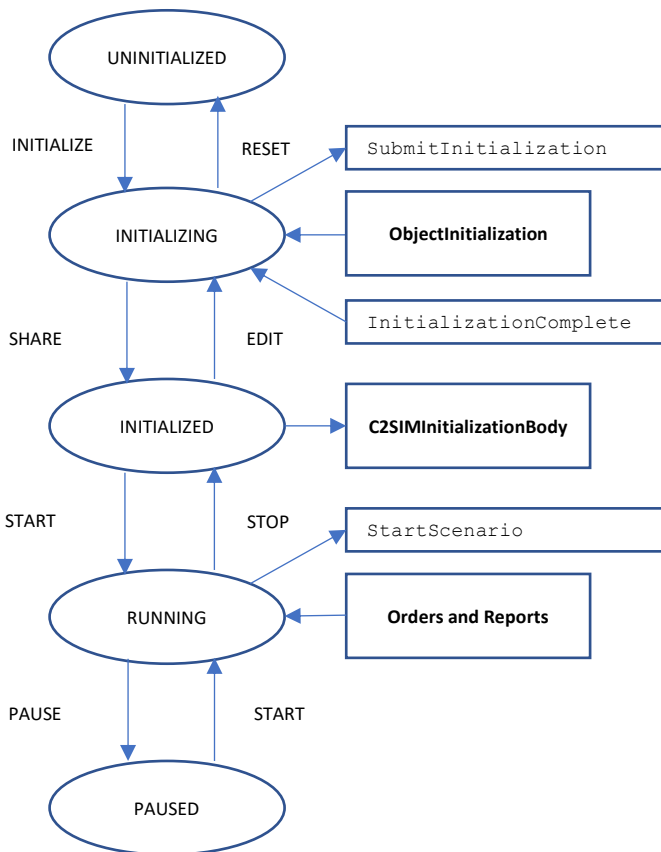 UNINITIALIZED
INITIALIZE
RESET
SubmitInitialization
INITIALIZING
ObjectInitialization
InitializationComplete
SHARE
EDIT
INITIALIZED
C2SIMInitializationBody
START
STOP
StartScenario
RUNNING
Orders and Reports
PAUSE
START
PAUSED